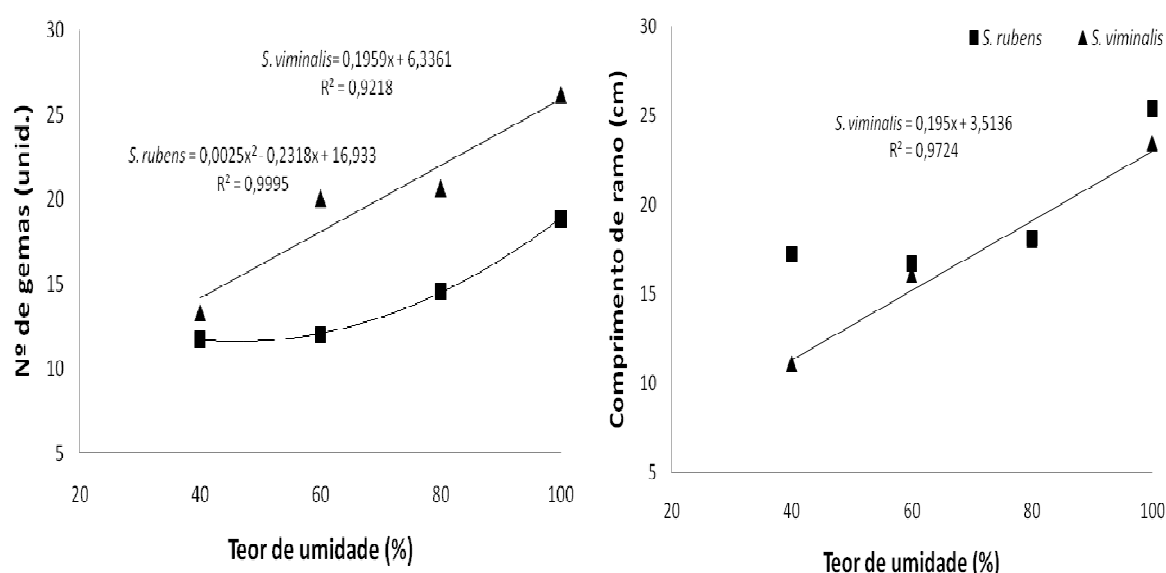 Nº de gemas (unid.)
30
25
20
15
10
5
S. viminalis= 0,1959x + 6,3361
R² = 0,9218
S. rubens = 0,0025x² - 0,2318x + 16,933
R² = 0,9995
20 40 60 80 100
Teor de umidade (%)
Comprimento de ramo (cm)
30
25
20
15
10
5
S. rubens S. viminalis
S. viminalis = 0,195x + 3,5136
R² = 0,9724
20 40 60 80 100
Teor de umidade (%)